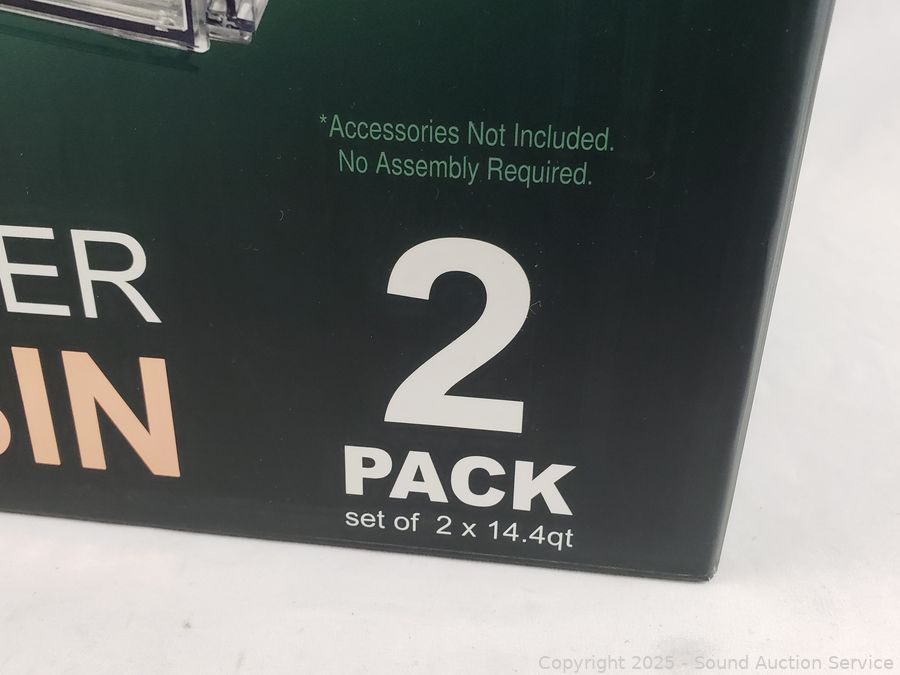 *Accessories Not Included.
No Assembly Required.
ER
BIN
2
PACK
set of 2 x 14.4qt
Copyright 2025 - Sound Auction Service